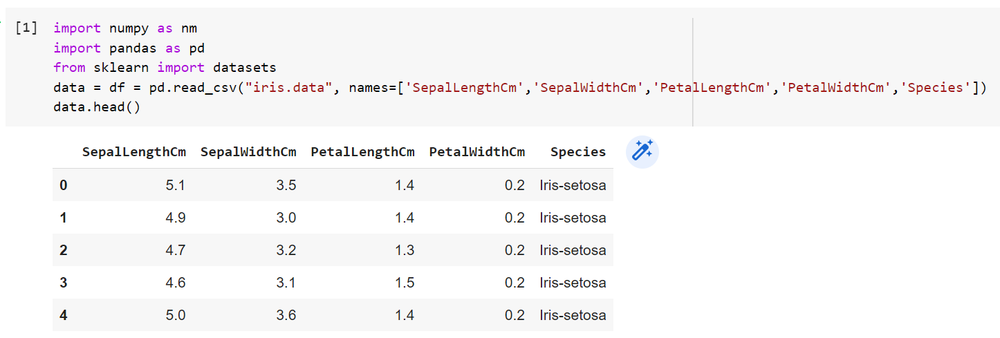 [1] import numpy as nm
import pandas as pd
from sklearn import datasets
data = df = pd.read_csv("iris.data", names=['SepalLengthCm','SepalWidthCm','PetalLengthCm','PetalWidthCm','Species'])
data.head()
SepalLengthCm SepalWidthCm PetalLengthCm PetalWidthCm Species
0 5.1 3.5 1.4 0.2 Iris-setosa
1 4.9 3.0 1.4 0.2 Iris-setosa
2 4.7 3.2 1.3 0.2 Iris-setosa
3 4.6 3.1 1.5 0.2 Iris-setosa
4 5.0 3.6 1.4 0.2 Iris-setosa